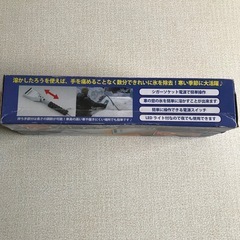 溶かしたろうを使えば、手を痛めることなく数分できれいに氷を除去!寒い季節に大活躍♪
シガーソケット電源で簡単操作
車の窓の氷を簡単に溶かすことが出来ます
簡単に操作できる電源スイッチ
LEDライト付なので夜でも使用できます